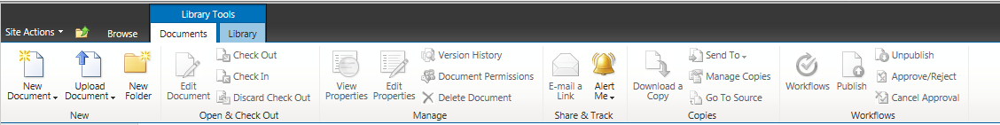 Library Tools
Site Actions Browse Documents Library
New Document
Upload Document
New Folder
New
Edit Document
Check Out
Check In
Discard Check Out
Open & Check Out
View Properties
Edit Properties
Version History
Document Permissions
Delete Document
Manage
E-mail a Link
Alert Me
Share & Track
Download a Copy
Send To
Manage Copies
Go To Source
Copies
Workflows
Publish
Unpublish
Approve/Reject
Cancel Approval
Workflows